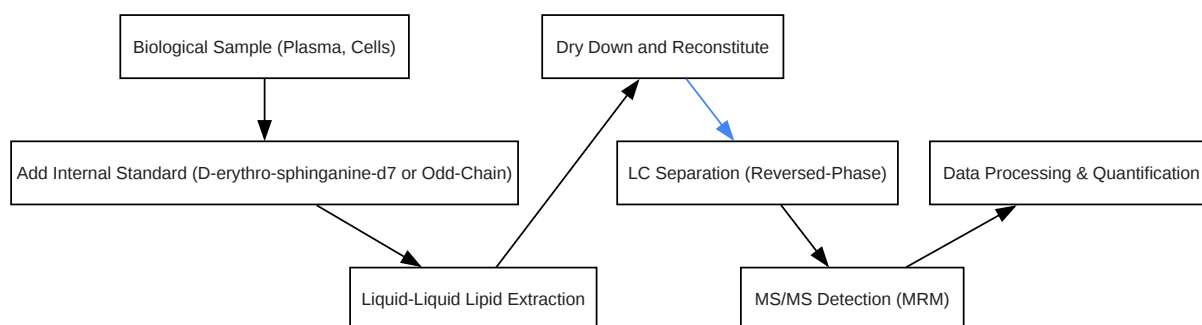 Biological Sample (Plasma, Cells)
Dry Down and Reconstitute
Add Internal Standard (D-erythro-sphinganine-d7 or Odd-Chain)
LC Separation (Reversed-Phase)
Data Processing & Quantification
Liquid-Liquid Lipid Extraction
MS/MS Detection (MRM)